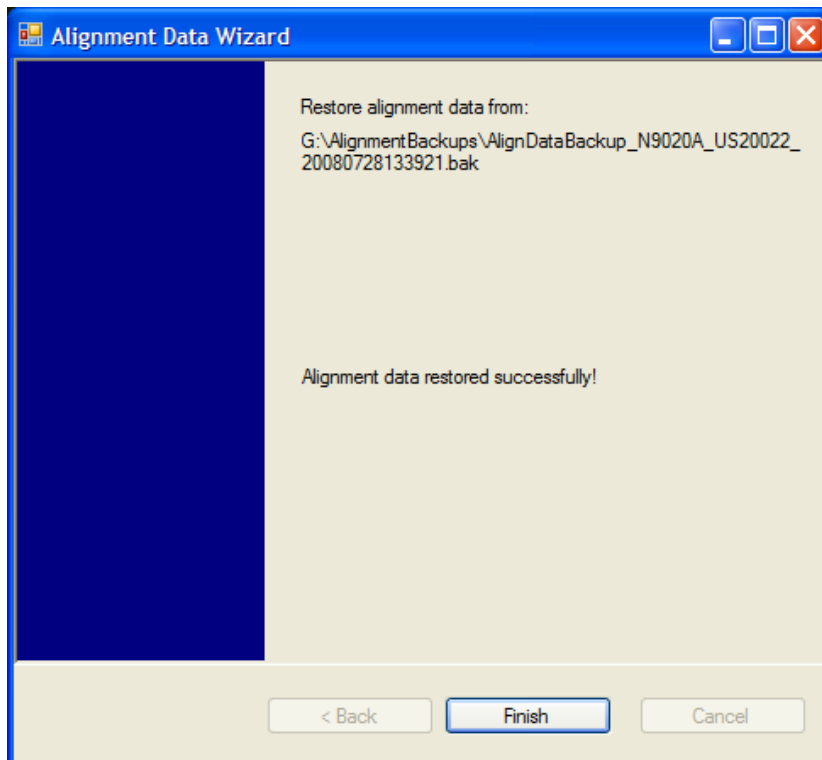 Alignment Data Wizard
Restore alignment data from:
G:\AlignmentBackups\AlignDataBackup_N9020A_US20022_
20080728133921.bak
Alignment data restored successfully!
< Back
Finish
Cancel